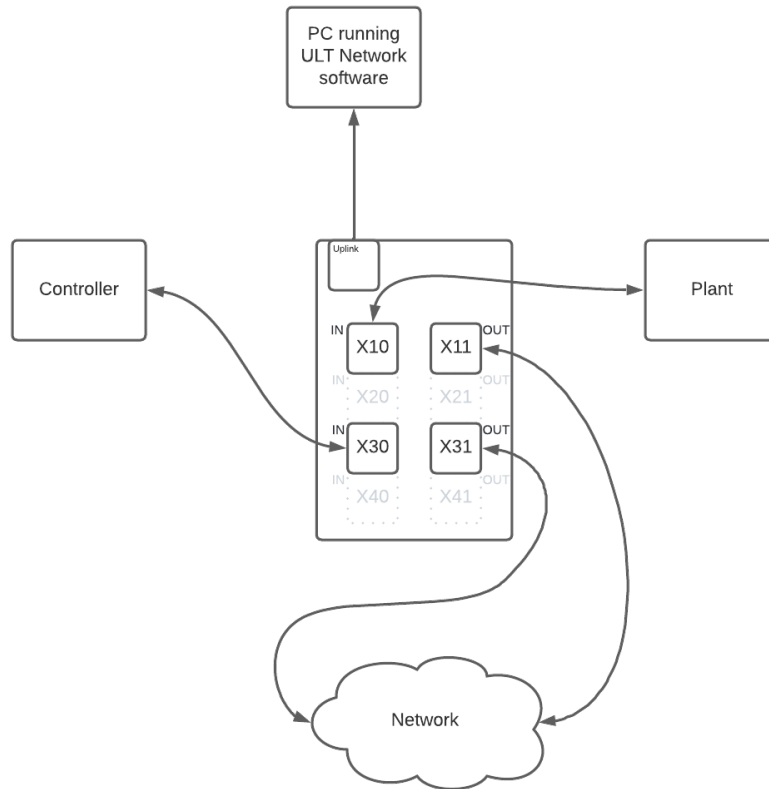 PC running
ULT Network
software
Uplink
Controller
Plant
IN
X10
X11
OUT
IN
X20
X21
OUT
IN
X30
X31
OUT
IN
X40
X41
OUT
Network